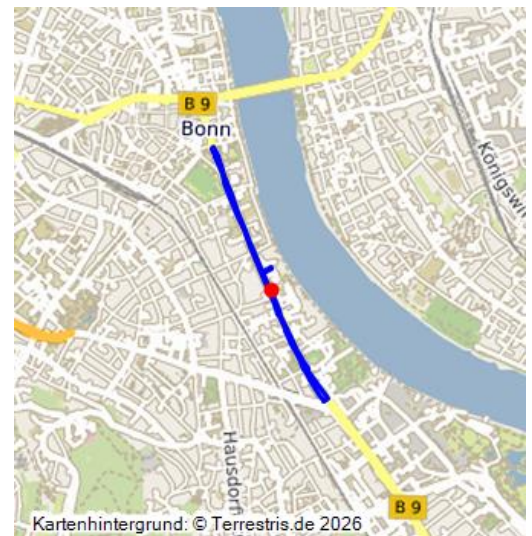 B 9
Bonn
Königswi
Hausdorf
B 9
Kartenhintergrund: © Terrestris.de 2026